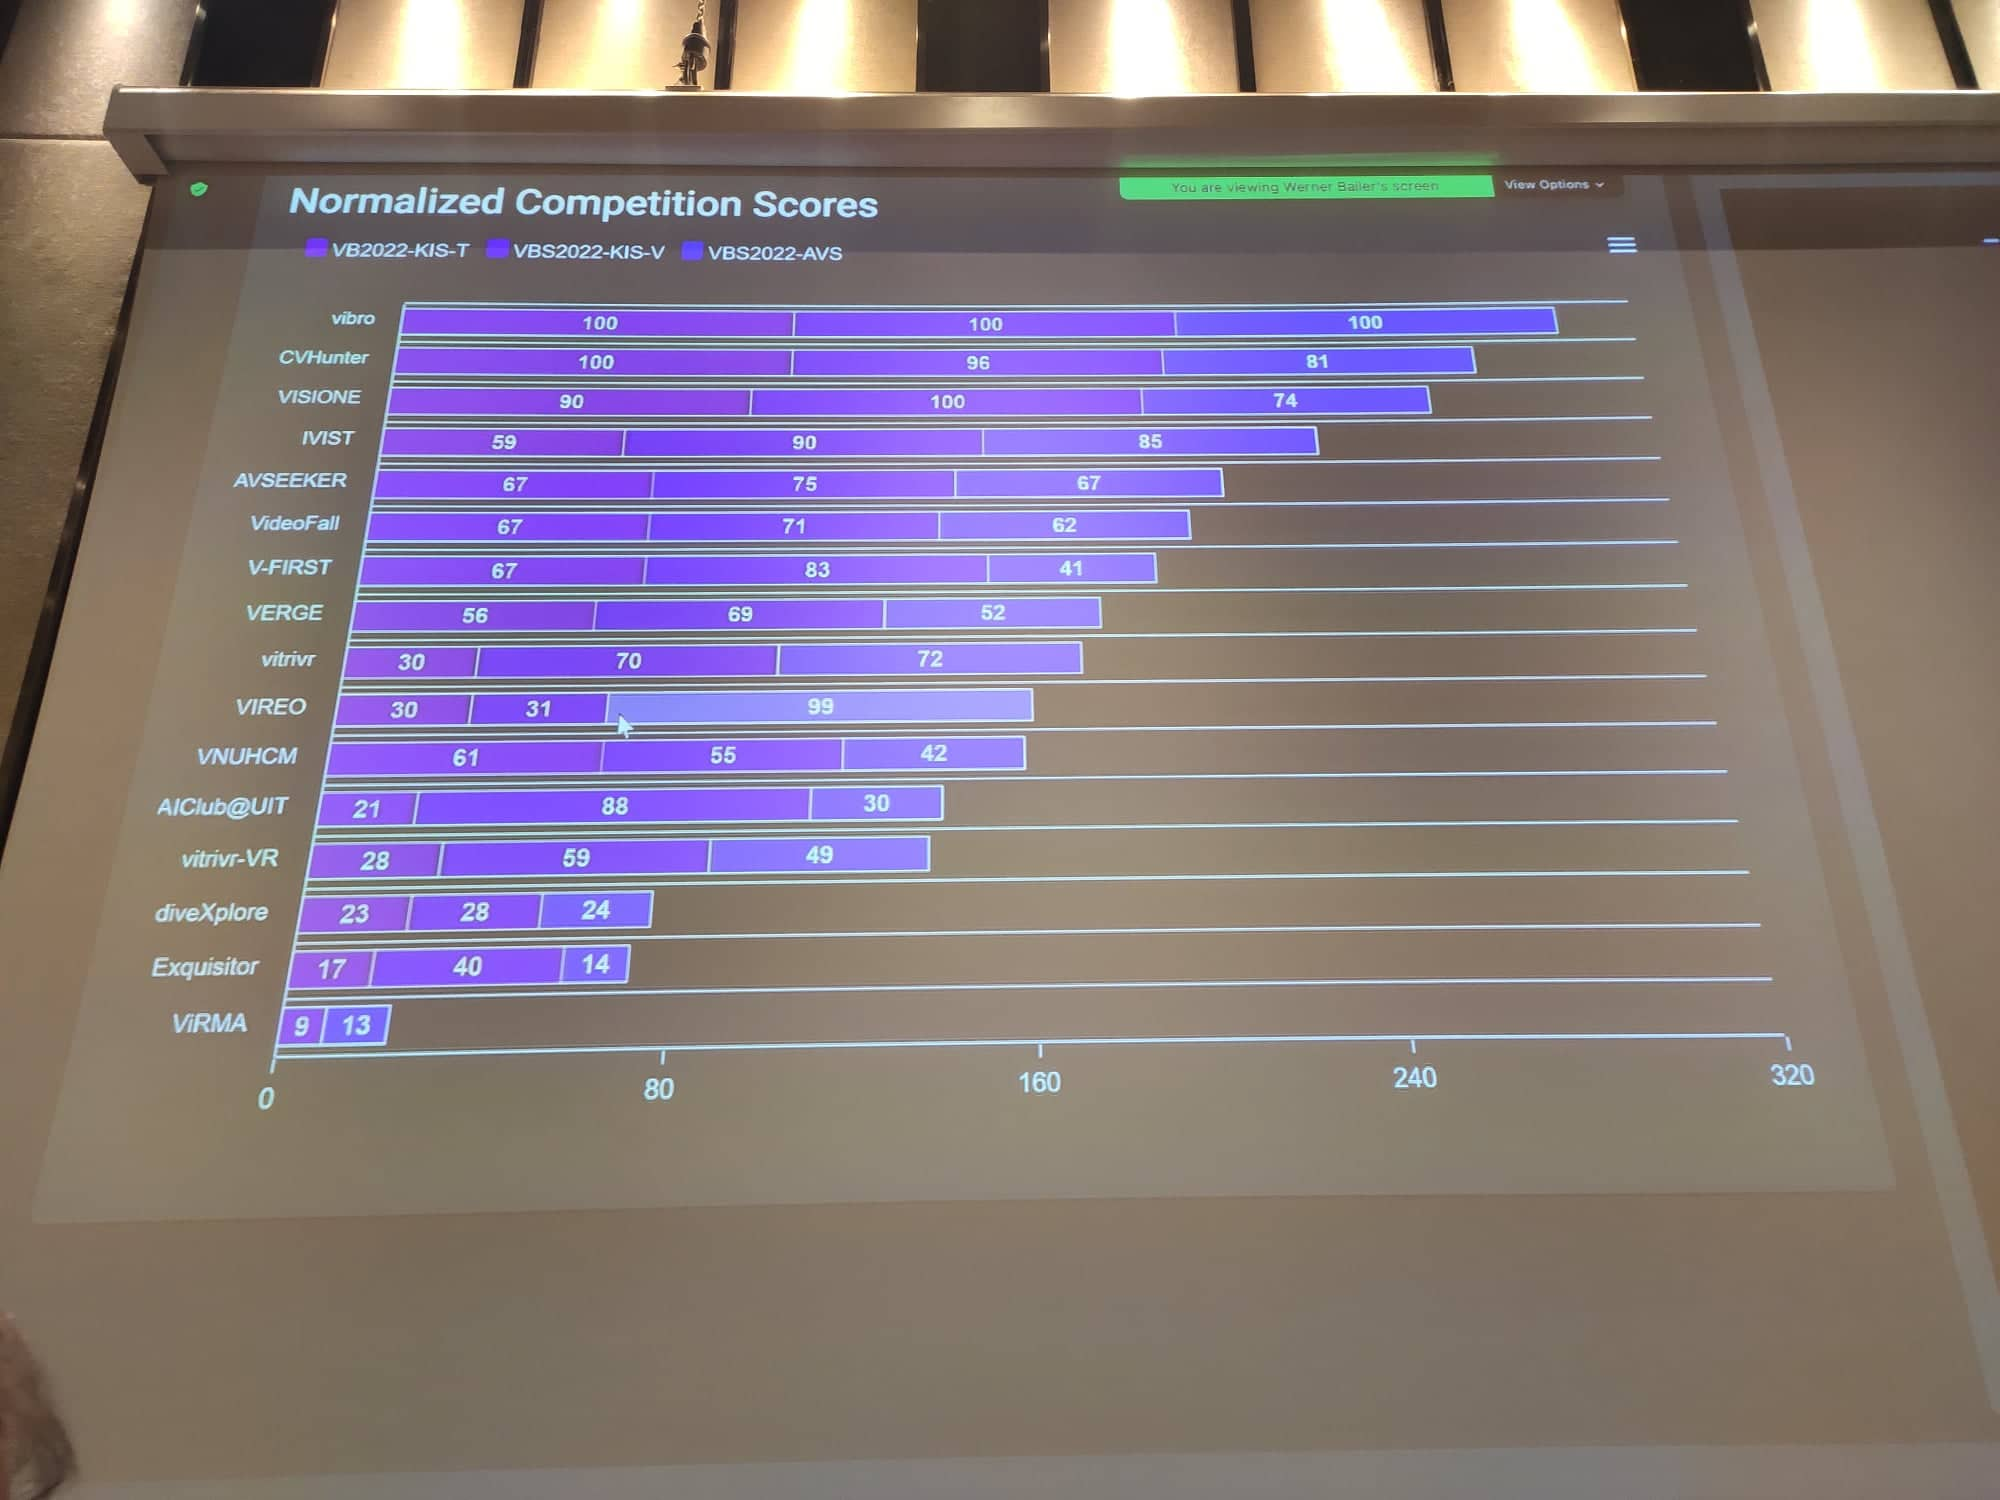 You are viewing Werner Bailer's screen View Options
Normalized Competition Scores
VB2022-KIS-T VBS2022-KIS-V VBS2022-AVS
vibro 100 100 100
CVHunter 100 96 81
VISIONE 90 100 74
IVIST 59 90 85
AVSEEKER 67 75 67
VideoFall 67 71 62
V-FIRST 67 83 41
VERGE 56 69 52
vitrivr 30 70 72
VIREO 30 31 99
VNUHCM 61 55 42
AIClub@UIT 21 88 30
vitrivr-VR 28 59 49
diveXplore 23 28 24
Exquisitor 17 40 14
ViRMA 9 13
0 80 160 240 320